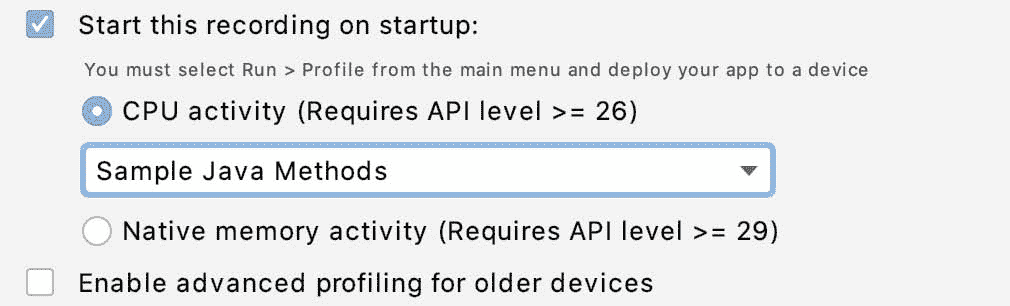 Start this recording on startup:
You must select Run > Profile from the main menu and deploy your app to a device
CPU activity (Requires API level >= 26)
Sample Java Methods
Native memory activity (Requires API level >= 29)
Enable advanced profiling for older devices